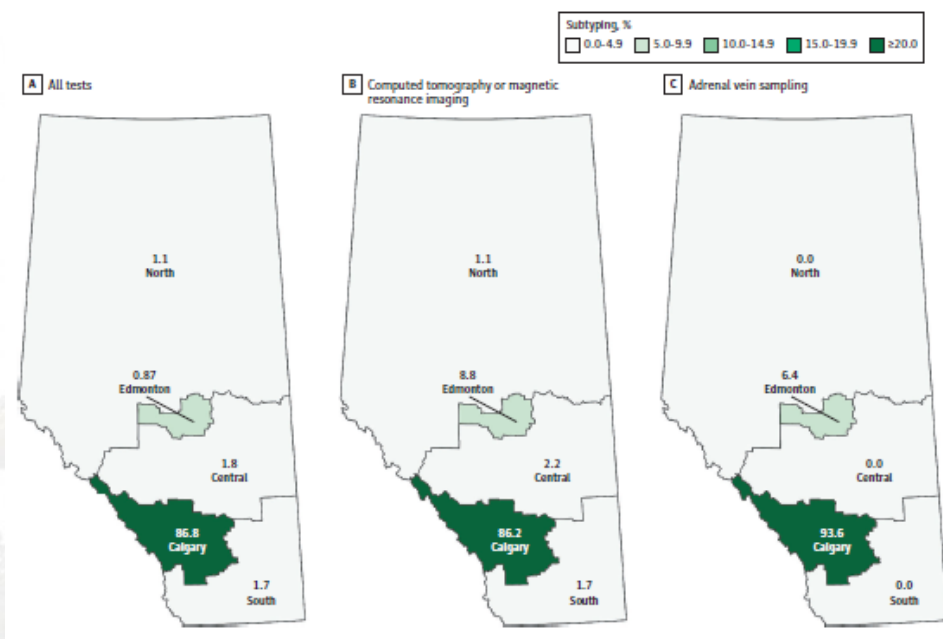 Subtyping, %
0.0-4.9 5.0-9.9 10.0-14.9 15.0-19.9 ≥20.0
A All tests
B Computed tomography or magnetic
resonance imaging
C Adrenal vein sampling
1.1
North
0.87
Edmonton
1.8
Central
86.8
Calgary
1.7
South
1.1
North
8.8
Edmonton
2.2
Central
86.2
Calgary
1.7
South
0.0
North
6.4
Edmonton
0.0
Central
93.6
Calgary
0.0
South